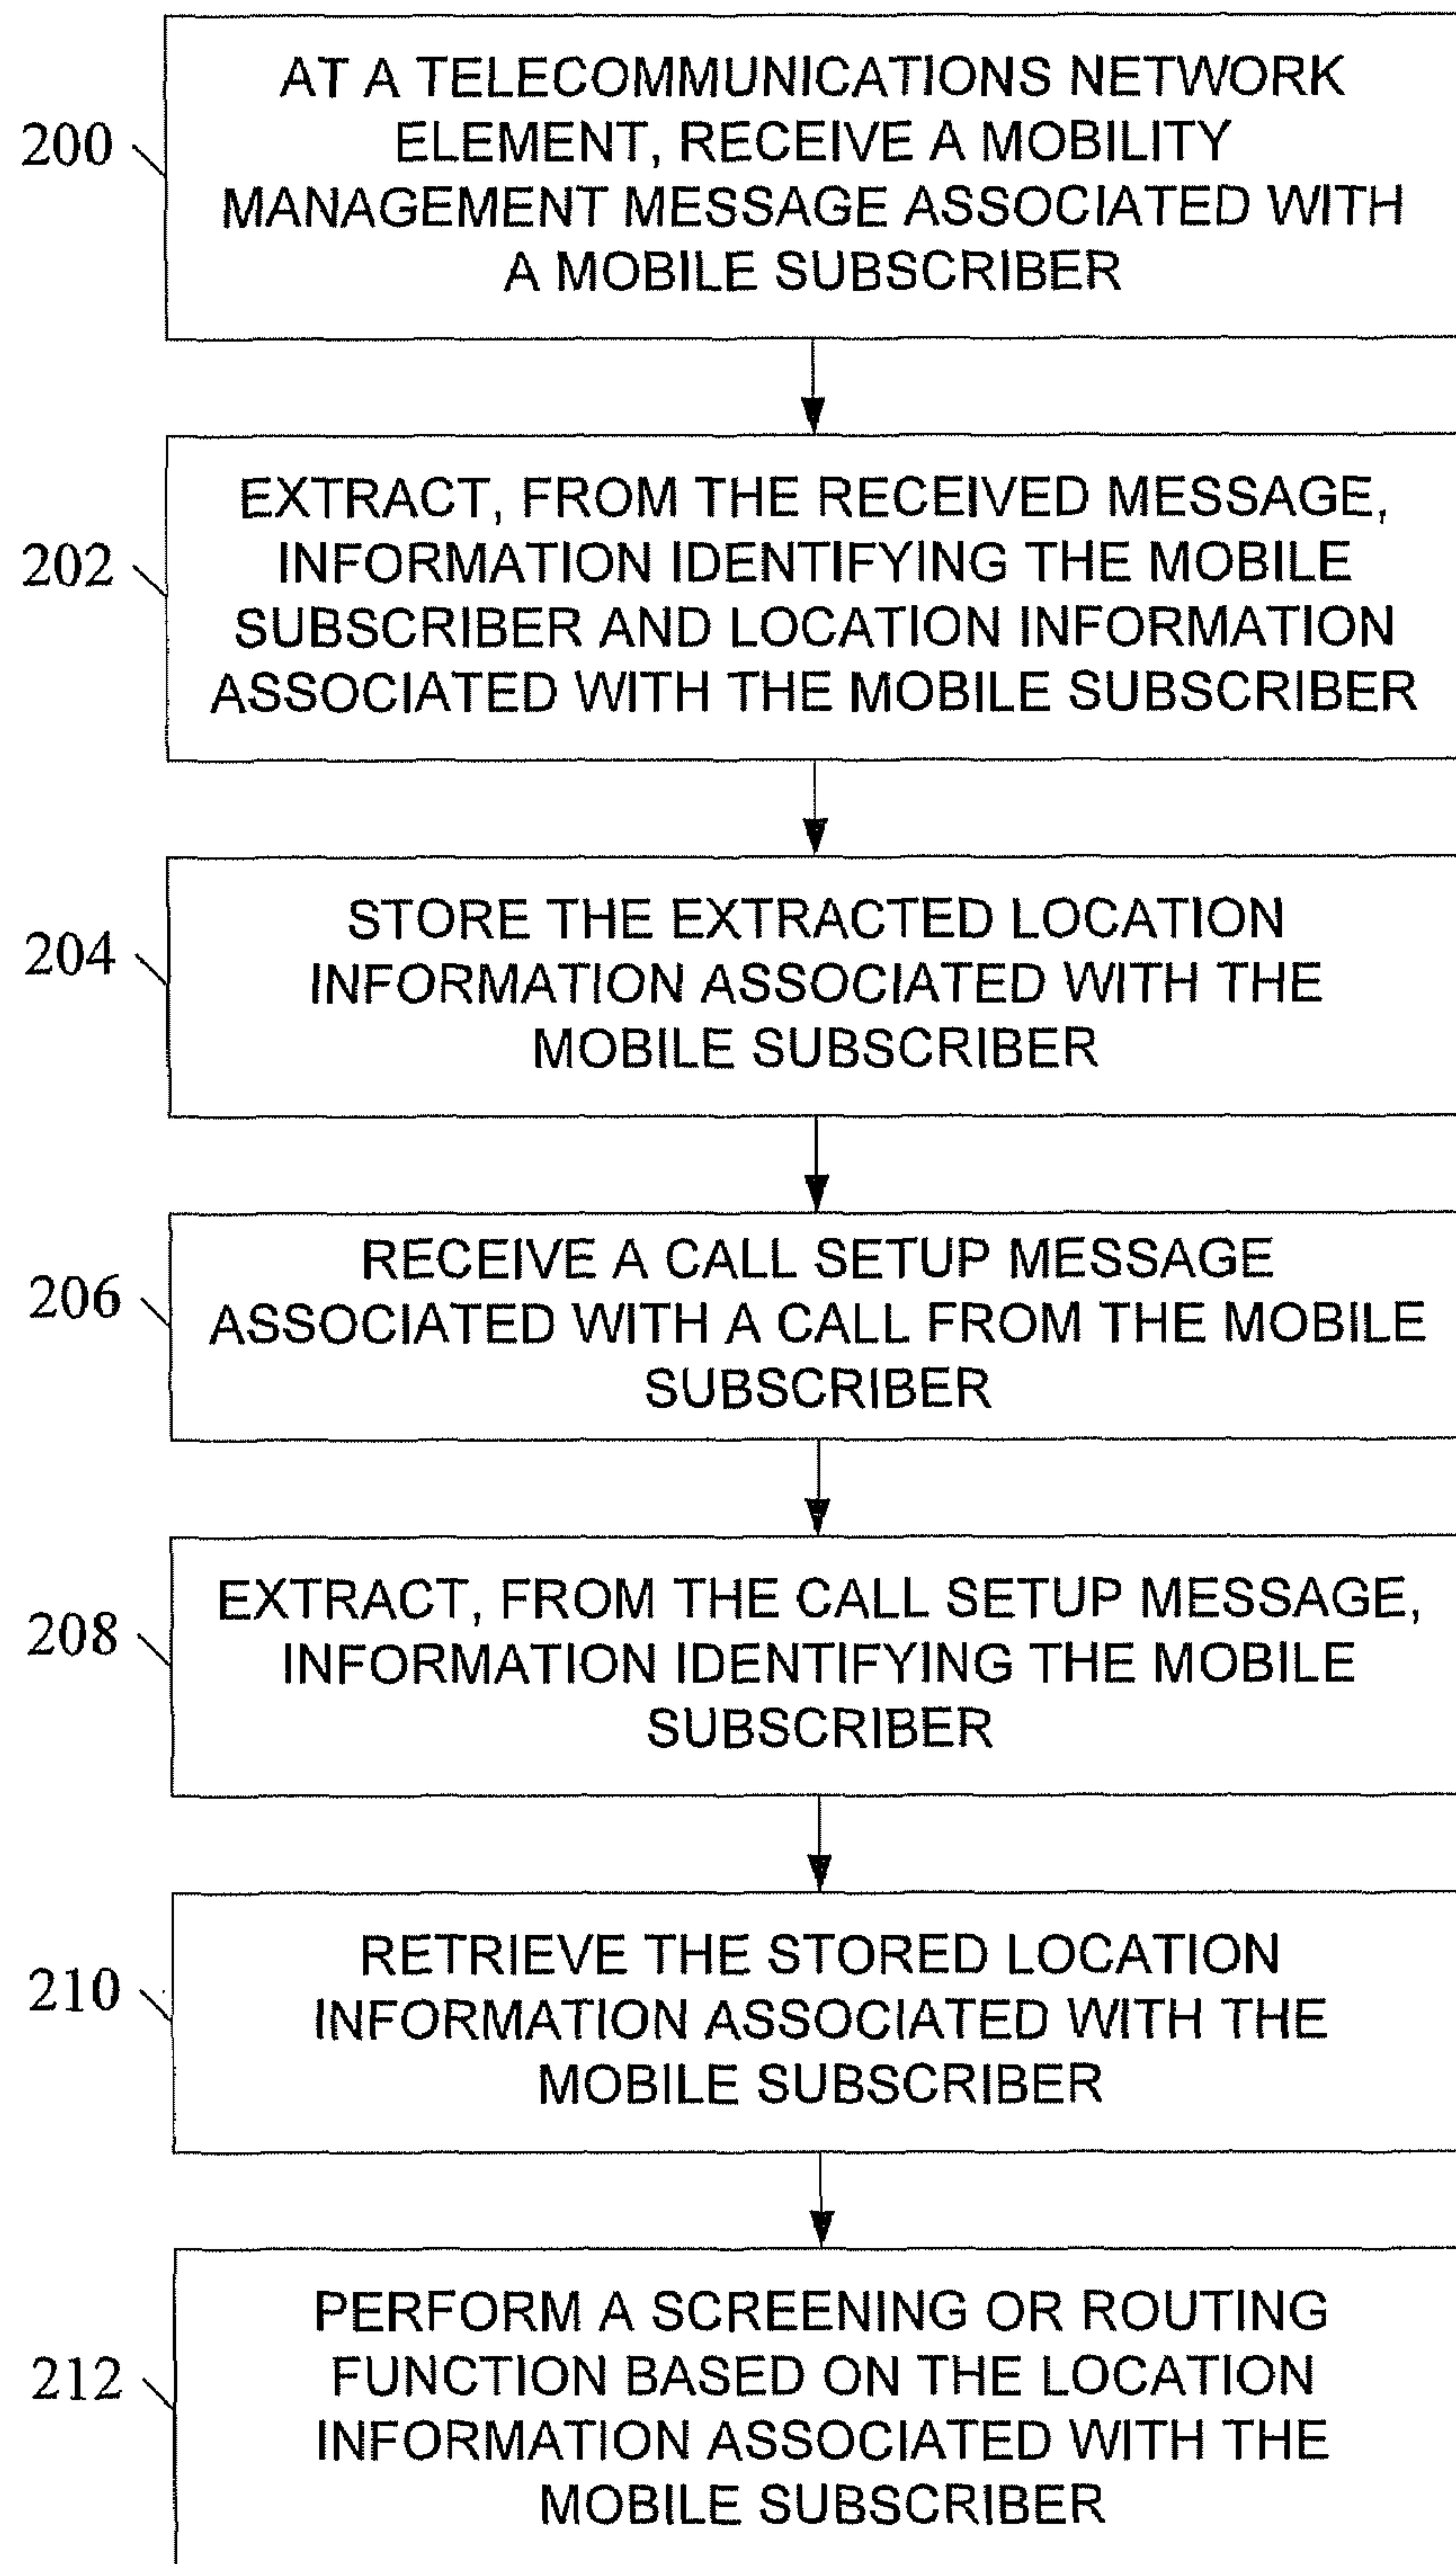 200
AT A TELECOMMUNICATIONS NETWORK
ELEMENT, RECEIVE A MOBILITY
MANAGEMENT MESSAGE ASSOCIATED WITH
A MOBILE SUBSCRIBER
202
EXTRACT, FROM THE RECEIVED MESSAGE,
INFORMATION IDENTIFYING THE MOBILE
SUBSCRIBER AND LOCATION INFORMATION
ASSOCIATED WITH THE MOBILE SUBSCRIBER
204
STORE THE EXTRACTED LOCATION
INFORMATION ASSOCIATED WITH THE
MOBILE SUBSCRIBER
206
RECEIVE A CALL SETUP MESSAGE
ASSOCIATED WITH A CALL FROM THE MOBILE
SUBSCRIBER
208
EXTRACT, FROM THE CALL SETUP MESSAGE,
INFORMATION IDENTIFYING THE MOBILE
SUBSCRIBER
210
RETRIEVE THE STORED LOCATION
INFORMATION ASSOCIATED WITH THE
MOBILE SUBSCRIBER
212
PERFORM A SCREENING OR ROUTING
FUNCTION BASED ON THE LOCATION
INFORMATION ASSOCIATED WITH THE
MOBILE SUBSCRIBER